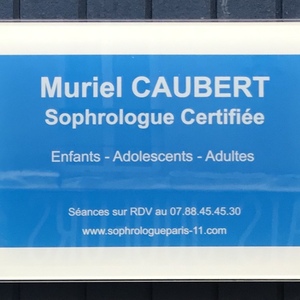 Muriel CAUBERT
Sophrologue Certifiée
Enfants - Adolescents - Adultes
Séances sur RDV au 07.88.45.45.30
www.sophrologueparis-11.com